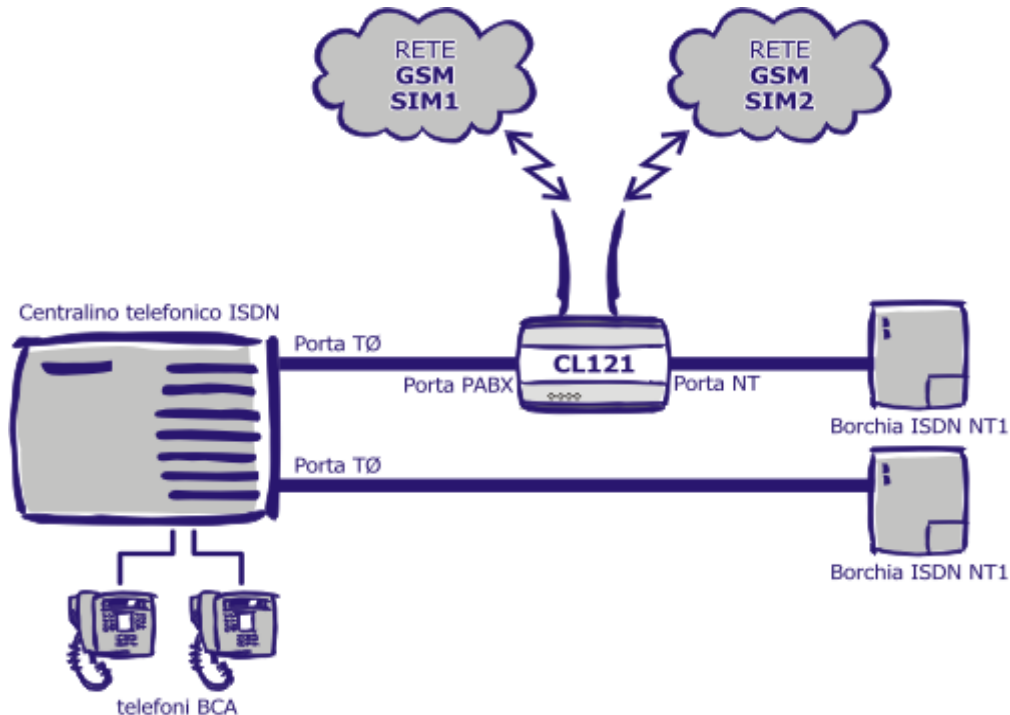 RETE
GSM
SIM1
RETE
GSM
SIM2
Centralino telefonico ISDN
Porta TØ
Porta PABX
CL121
Porta NT
Borchia ISDN NT1
Porta TØ
Borchia ISDN NT1
telefoni BCA